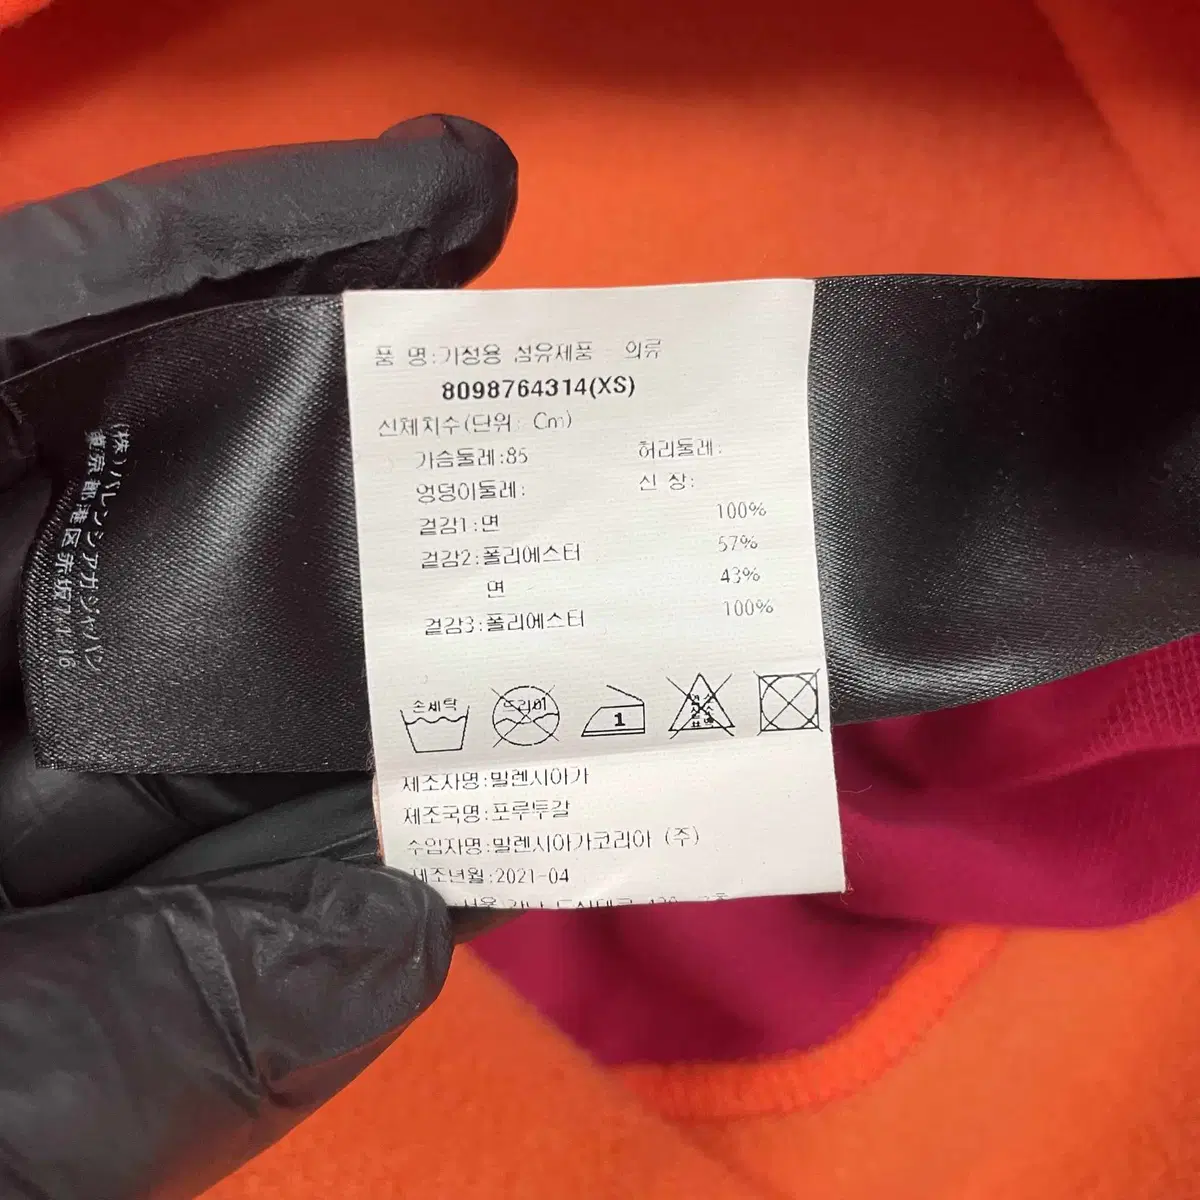 품 명:가정용 섬유제품 - 의류
8098764314(XS)
신체치수(단위: Cm)
가슴둘레:85 허리둘레:
엉덩이둘레: 신 장:
겉감1:면 100%
겉감2:폴리에스터 57%
면 43%
겉감3:폴리에스터 100%
손세탁 드라이 1
제조자명:발렌시아가
제조국명:포루투갈
수입자명:발렌시아가코리아 (주)
제조년월:2021-04
(株)バレンシアガジャパン
東京都港区赤坂